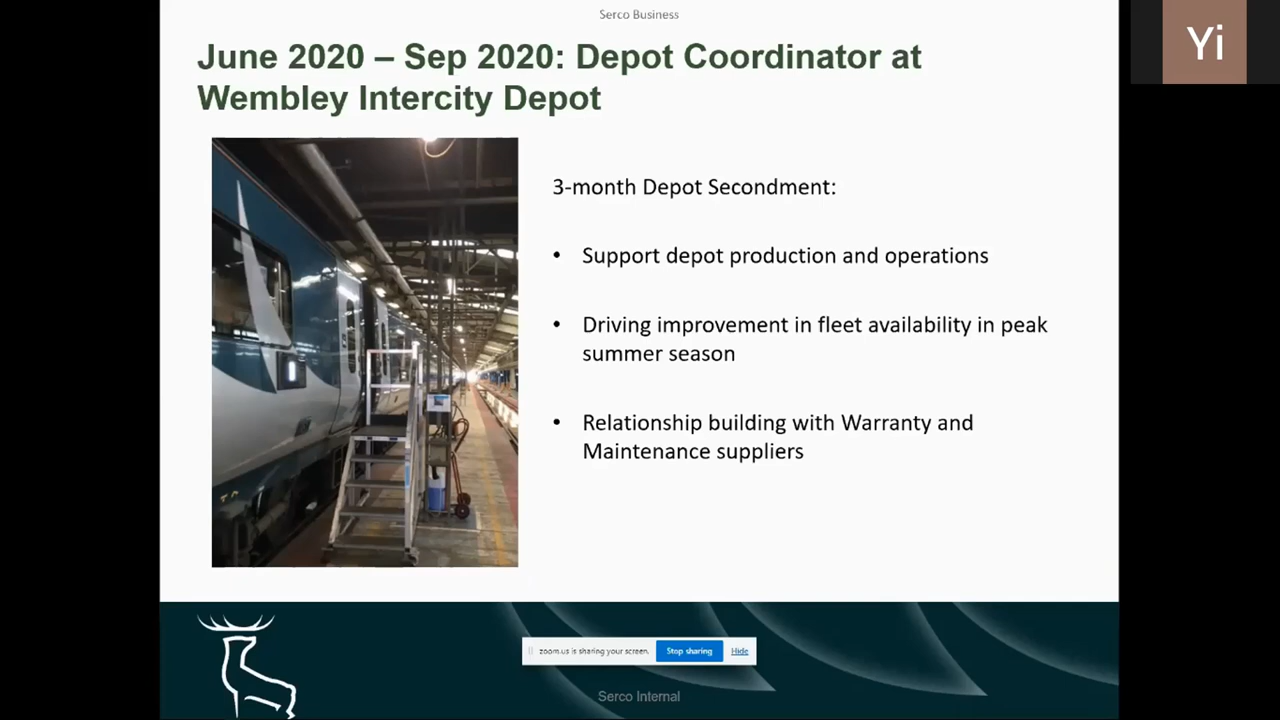 Serco Business
Yi
June 2020 – Sep 2020: Depot Coordinator at
Wembley Intercity Depot
3-month Depot Secondment:
• Support depot production and operations
• Driving improvement in fleet availability in peak
summer season
• Relationship building with Warranty and
Maintenance suppliers
zoom.us is sharing your screen. Stop sharing Hide
Serco Internal